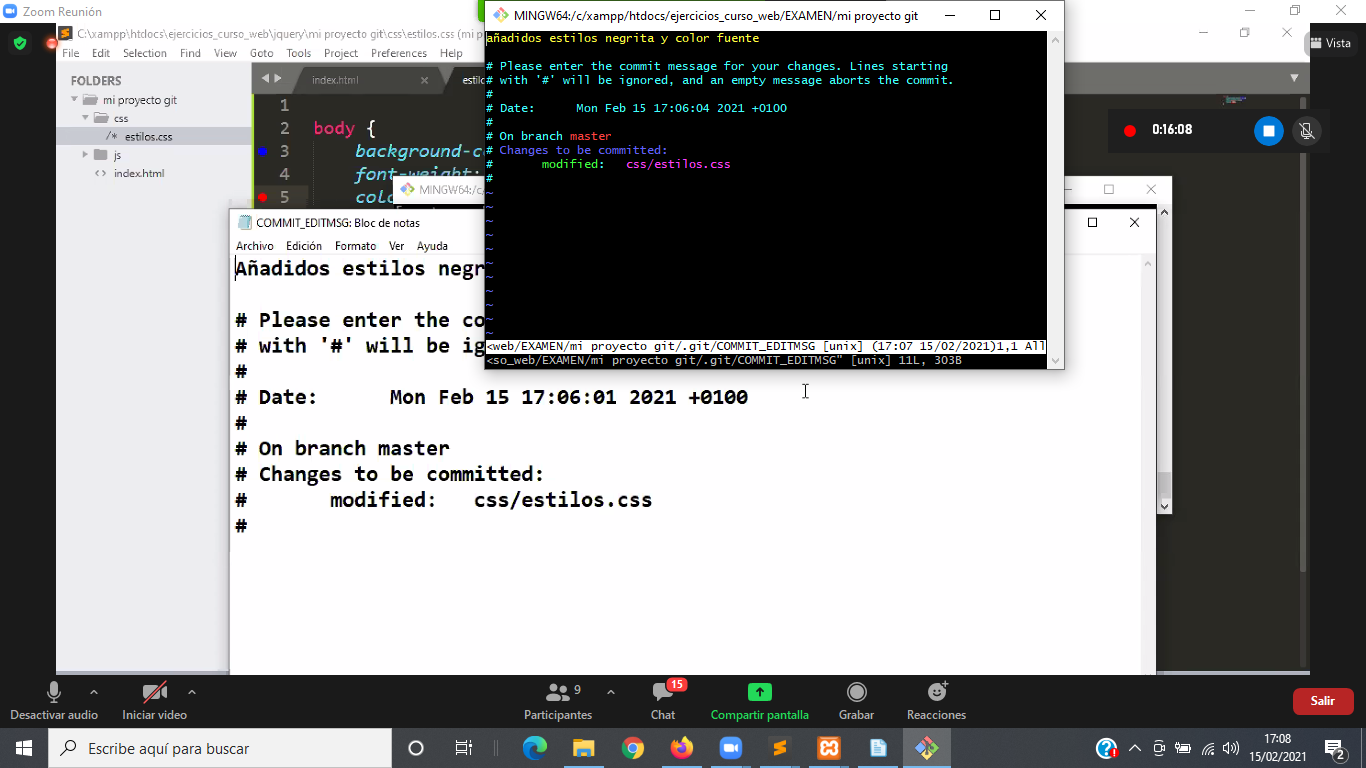 Zoom Reunión
C:\xampp\htdocs\ejercicios_curso_web\jquery\mi proyecto git\css\estilos.css (mi p
File Edit Selection Find View Goto Tools Project Preferences Help
FOLDERS
mi proyecto git
css
/* estilos.css
js
<> index.html
index.html
estilo
1
2 body {
3 background-c
4 font-weight:
5 colo
MINGW64:/c/
MINGW64:/c/xampp/htdocs/ejercicios_curso_web/EXAMEN/mi proyecto git
añadidos estilos negrita y color fuente
# Please enter the commit message for your changes. Lines starting
# with '#' will be ignored, and an empty message aborts the commit.
#
# Date:      Mon Feb 15 17:06:04 2021 +0100
#
# On branch master
# Changes to be committed:
#       modified:   css/estilos.css
#
~
~
~
~
~
~
~
~
~
~
~
<web/EXAMEN/mi proyecto git/.git/COMMIT_EDITMSG [unix] (17:07 15/02/2021)1,1 All
<so_web/EXAMEN/mi proyecto git/.git/COMMIT_EDITMSG" [unix] 11L, 303B
Vista
0:16:08
COMMIT_EDITMSG: Bloc de notas
Archivo Edición Formato Ver Ayuda
Añadidos estilos negr
# Please enter the co
# with '#' will be ig
#
# Date:      Mon Feb 15 17:06:01 2021 +0100
#
# On branch master
# Changes to be committed:
#       modified:   css/estilos.css
#
Desactivar audio
Iniciar video
9
Participantes
15
Chat
Compartir pantalla
Grabar
Reacciones
Salir
Escribe aquí para buscar
17:08
15/02/2021
2